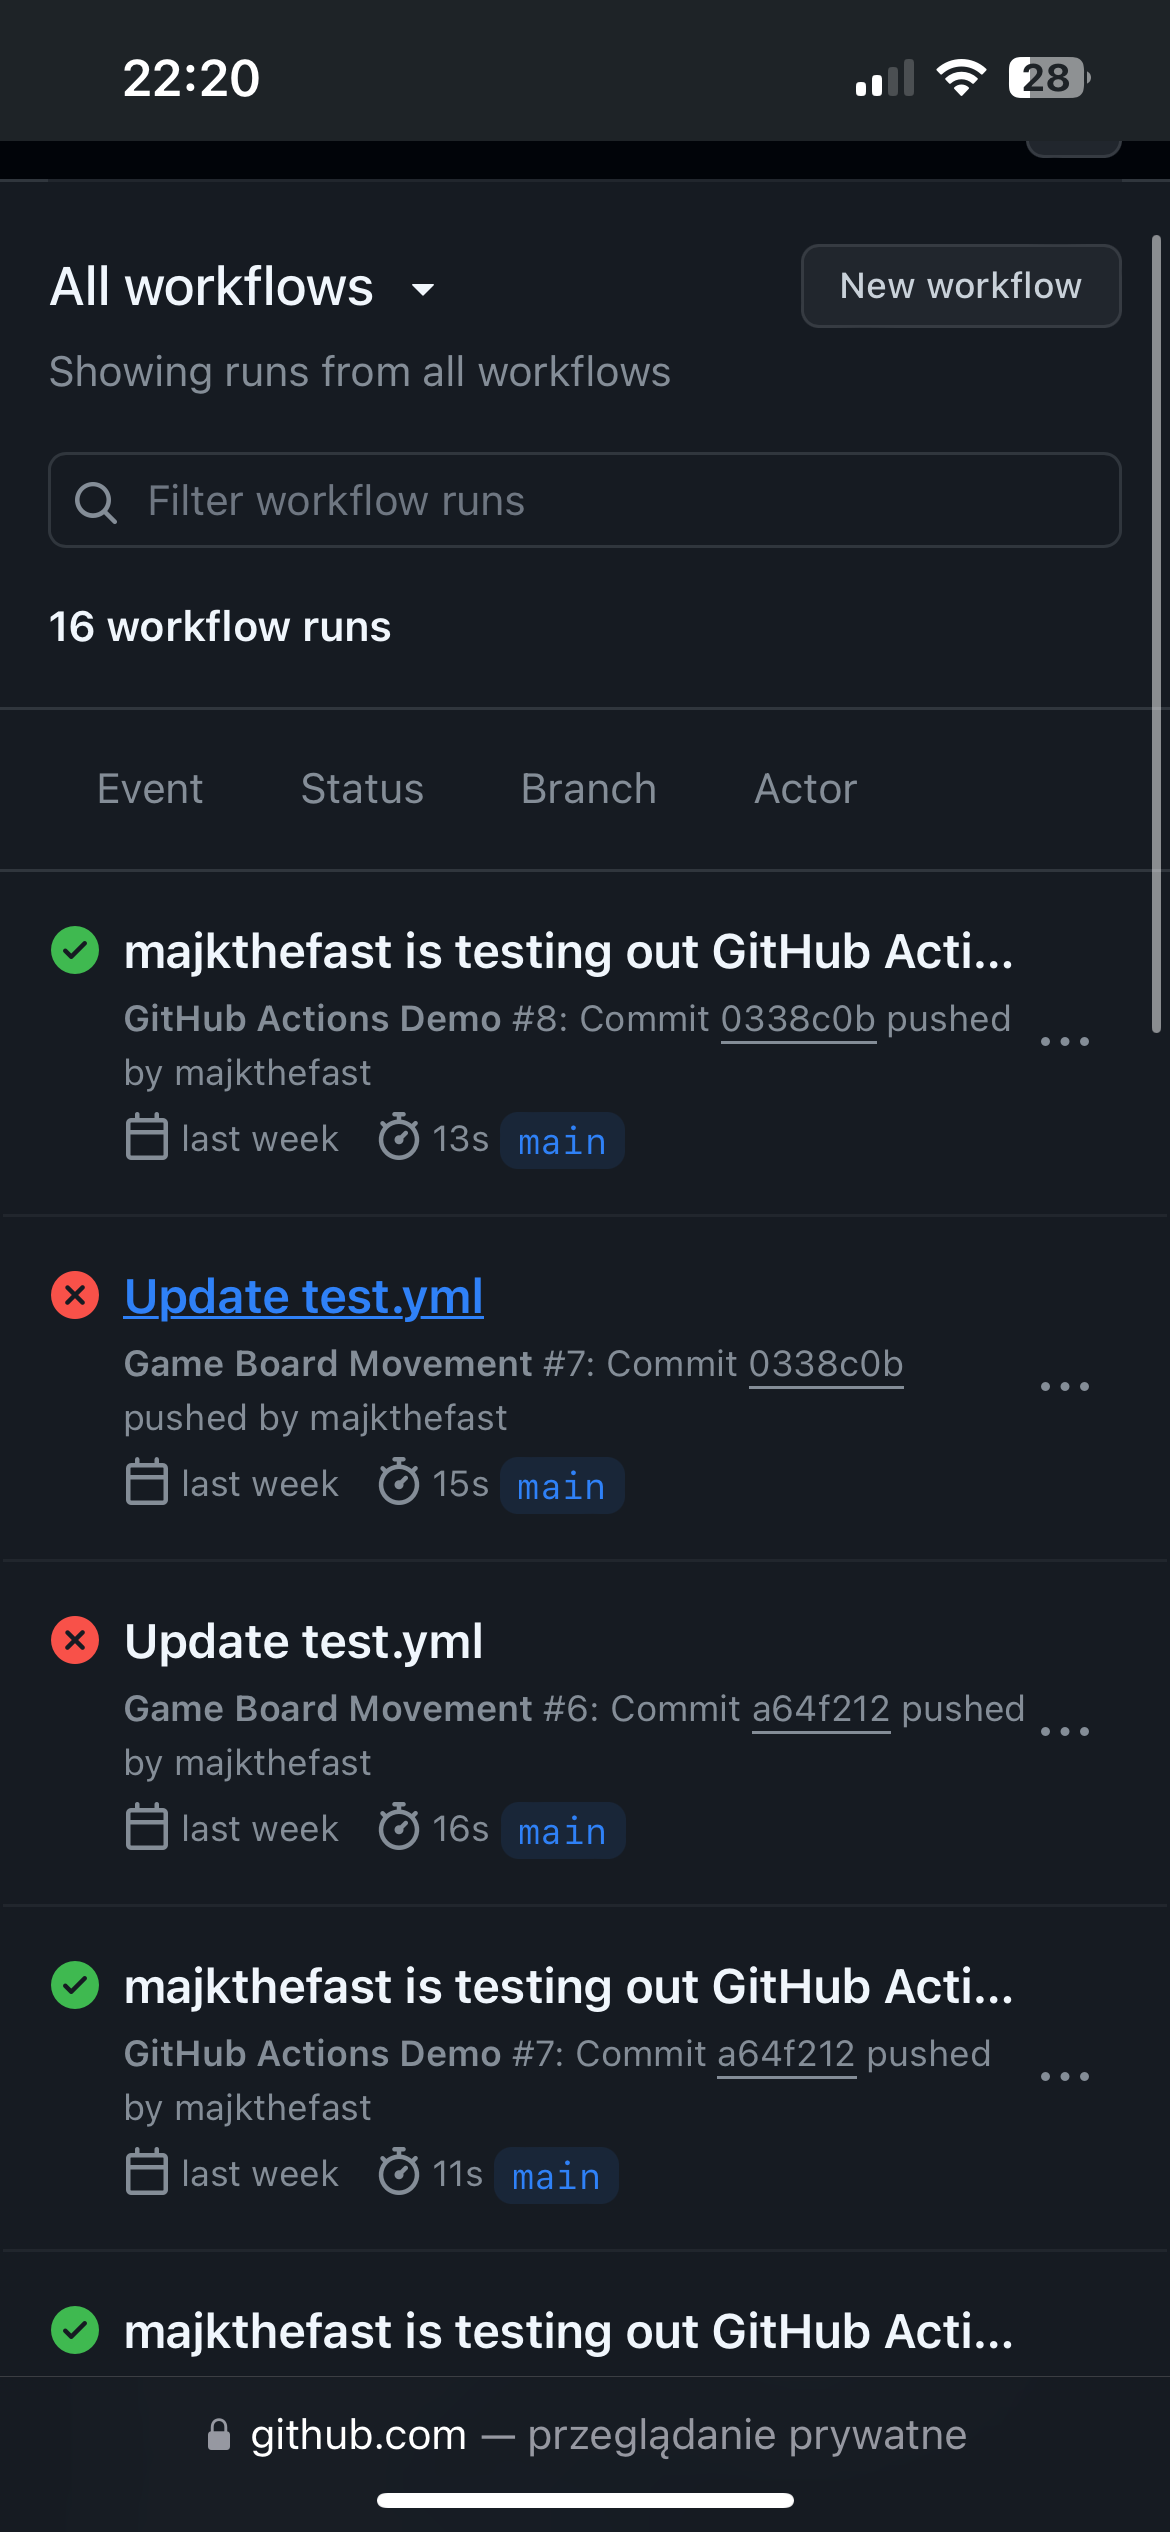 22:20
28
All workflows
New workflow
Showing runs from all workflows
Filter workflow runs
16 workflow runs
Event Status Branch Actor
majkthefast is testing out GitHub Acti...
GitHub Actions Demo #8: Commit 0338c0b pushed
by majkthefast
last week 13s main
Update test.yml
Game Board Movement #7: Commit 0338c0b
pushed by majkthefast
last week 15s main
Update test.yml
Game Board Movement #6: Commit a64f212 pushed
by majkthefast
last week 16s main
majkthefast is testing out GitHub Acti...
GitHub Actions Demo #7: Commit a64f212 pushed
by majkthefast
last week 11s main
majkthefast is testing out GitHub Acti...
github.com — przeglądanie prywatne